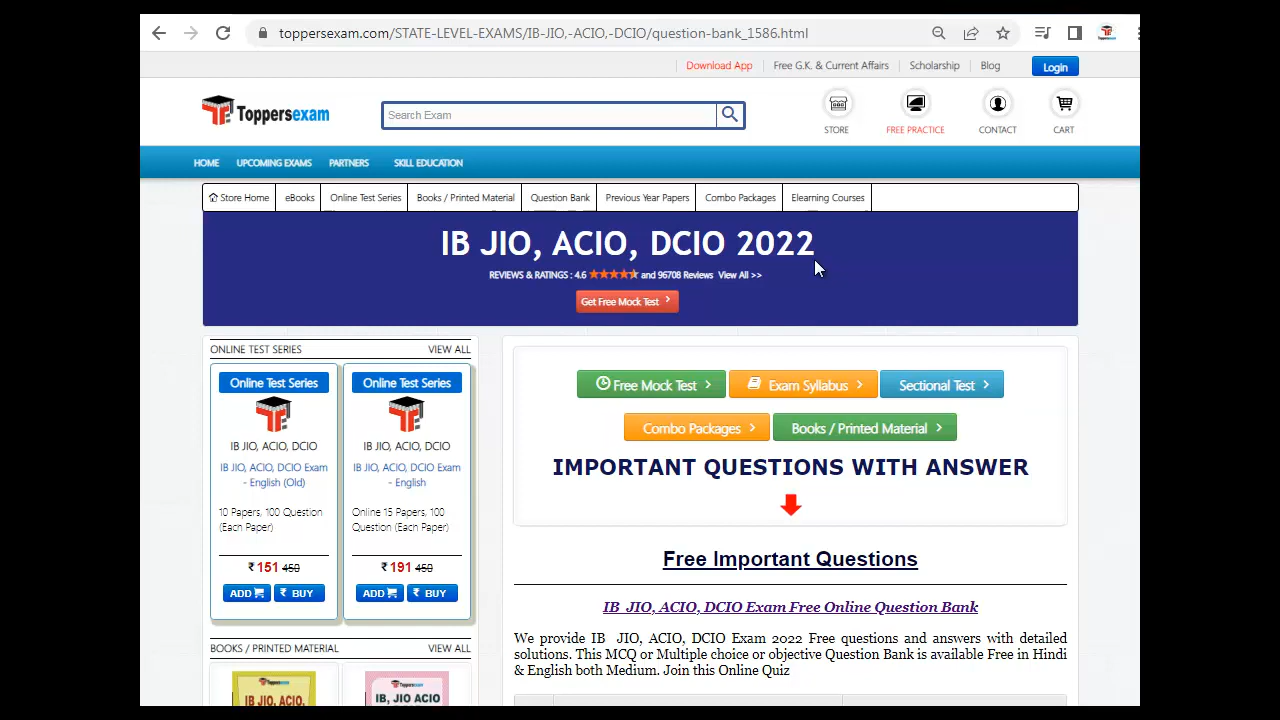 toppersexam.com/STATE-LEVEL-EXAMS/IB-JIO,-ACIO,-DCIO/question-bank_1586.html
Download App Free G.K. & Current Affairs Scholarship Blog Login
Toppersexam
Search Exam
STORE FREE PRACTICE CONTACT CART
HOME UPCOMING EXAMS PARTNERS SKILL EDUCATION
Store Home eBooks Online Test Series Books / Printed Material Question Bank Previous Year Papers Combo Packages Elearning Courses
IB JIO, ACIO, DCIO 2022
REVIEWS & RATINGS : 4.6 and 96708 Reviews View All >>
Get Free Mock Test >
ONLINE TEST SERIES VIEW ALL
Online Test Series
IB JIO, ACIO, DCIO
IB JIO, ACIO, DCIO Exam
- English (Old)
10 Papers, 100 Question
(Each Paper)
₹ 151 450
ADD ₹ BUY
Online Test Series
IB JIO, ACIO, DCIO
IB JIO, ACIO, DCIO Exam
- English
Online 15 Papers, 100
Question (Each Paper)
₹ 191 450
ADD ₹ BUY
BOOKS / PRINTED MATERIAL VIEW ALL
Toppersexam
IB JIO, ACIO,
Toppersexam
IB, JIO ACIO
Free Mock Test > Exam Syllabus > Sectional Test >
Combo Packages > Books / Printed Material >
IMPORTANT QUESTIONS WITH ANSWER
Free Important Questions
IB JIO, ACIO, DCIO Exam Free Online Question Bank
We provide IB JIO, ACIO, DCIO Exam 2022 Free questions and answers with detailed
solutions. This MCQ or Multiple choice or objective Question Bank is available Free in Hindi
& English both Medium. Join this Online Quiz